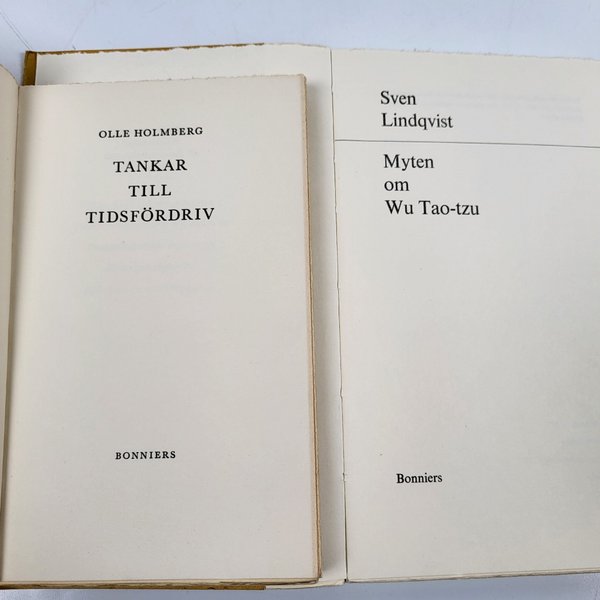 OLLE HOLMBERG
TANKAR
TILL
TIDSFÖRDRIV
BONNIERS
Sven
Lindqvist
Myten
om
Wu Tao-tzu
Bonniers